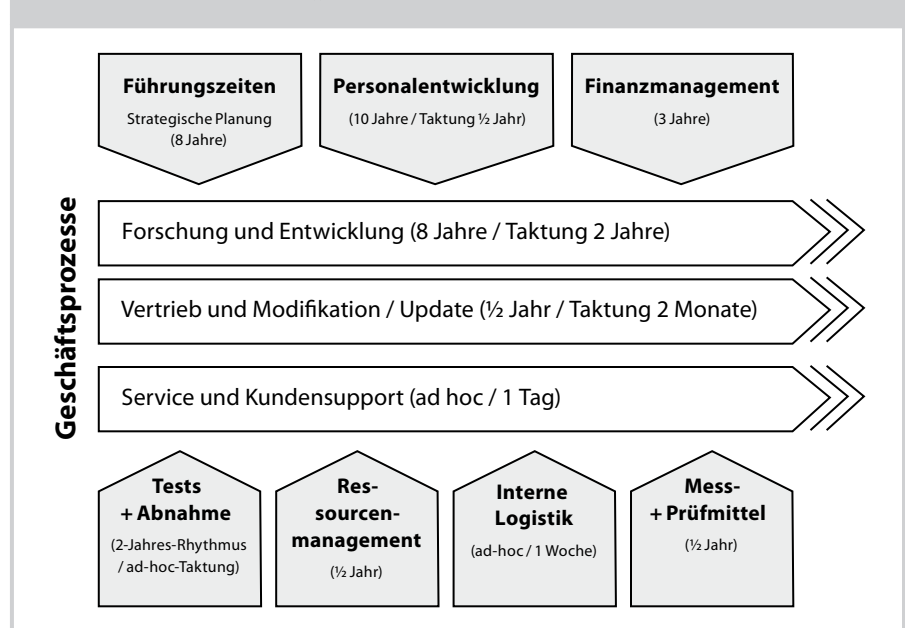 Führungszeiten
Strategische Planung
(8 Jahre)
Personalentwicklung
(10 Jahre / Taktung ½ Jahr)
Finanzmanagement
(3 Jahre)
Geschäftsprozesse
Forschung und Entwicklung (8 Jahre / Taktung 2 Jahre)
Vertrieb und Modifikation / Update (½ Jahr / Taktung 2 Monate)
Service und Kundensupport (ad hoc / 1 Tag)
Tests
+ Abnahme
(2-Jahres-Rhythmus
/ ad-hoc-Taktung)
Res-
sourcen-
management
(½ Jahr)
Interne
Logistik
(ad-hoc / 1 Woche)
Mess-
+ Prüfmittel
(½ Jahr)